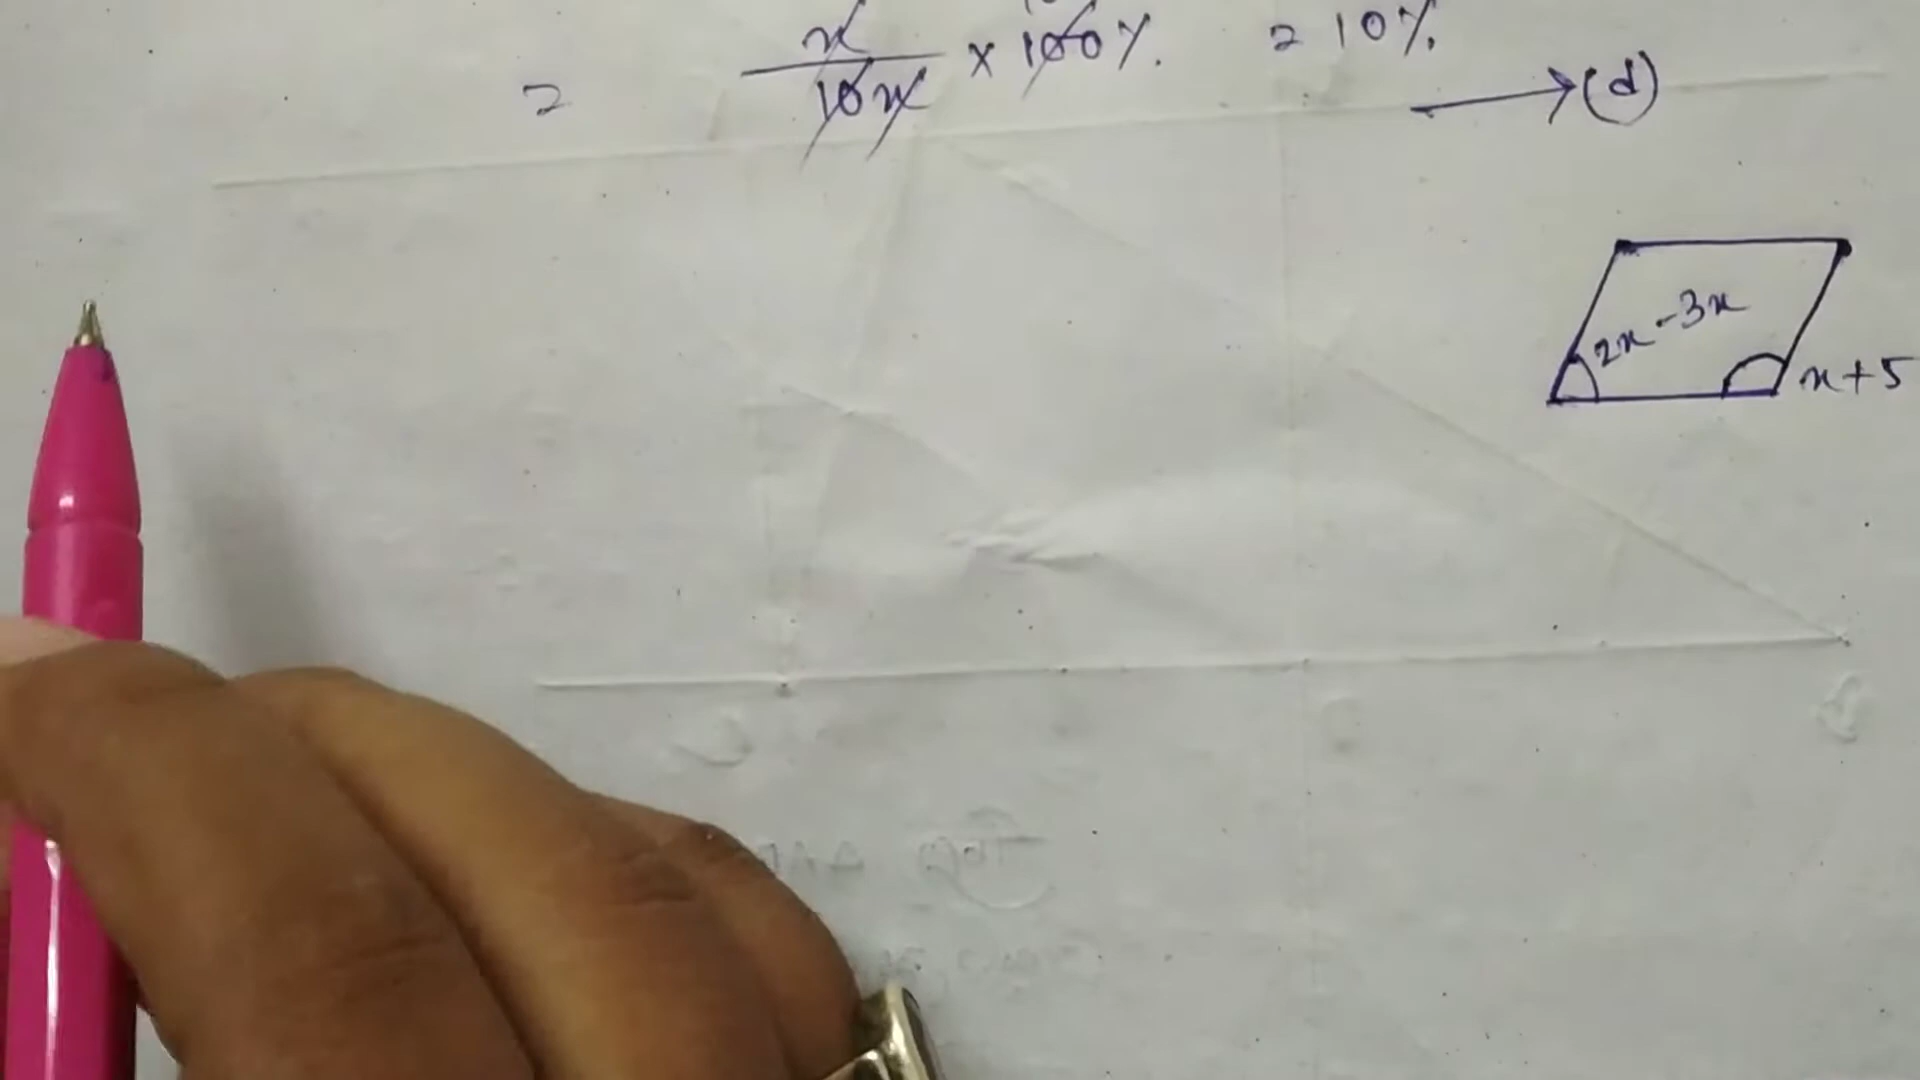 = x/10x × 100%. = 10%.
→ (d)
2x - 3x
x + 5